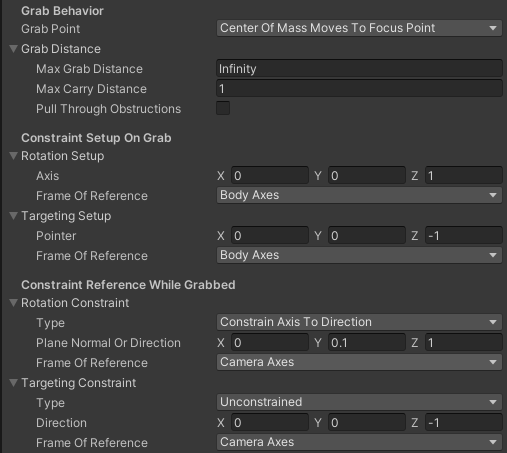 Grab Behavior
Grab Point Center Of Mass Moves To Focus Point
Grab Distance
Max Grab Distance Infinity
Max Carry Distance 1
Pull Through Obstructions
Constraint Setup On Grab
Rotation Setup
Axis X 0 Y 0 Z 1
Frame Of Reference Body Axes
Targeting Setup
Pointer X 0 Y 0 Z -1
Frame Of Reference Body Axes
Constraint Reference While Grabbed
Rotation Constraint
Type Constrain Axis To Direction
Plane Normal Or Direction X 0 Y 0.1 Z 1
Frame Of Reference Camera Axes
Targeting Constraint
Type Unconstrained
Direction X 0 Y 0 Z -1
Frame Of Reference Camera Axes